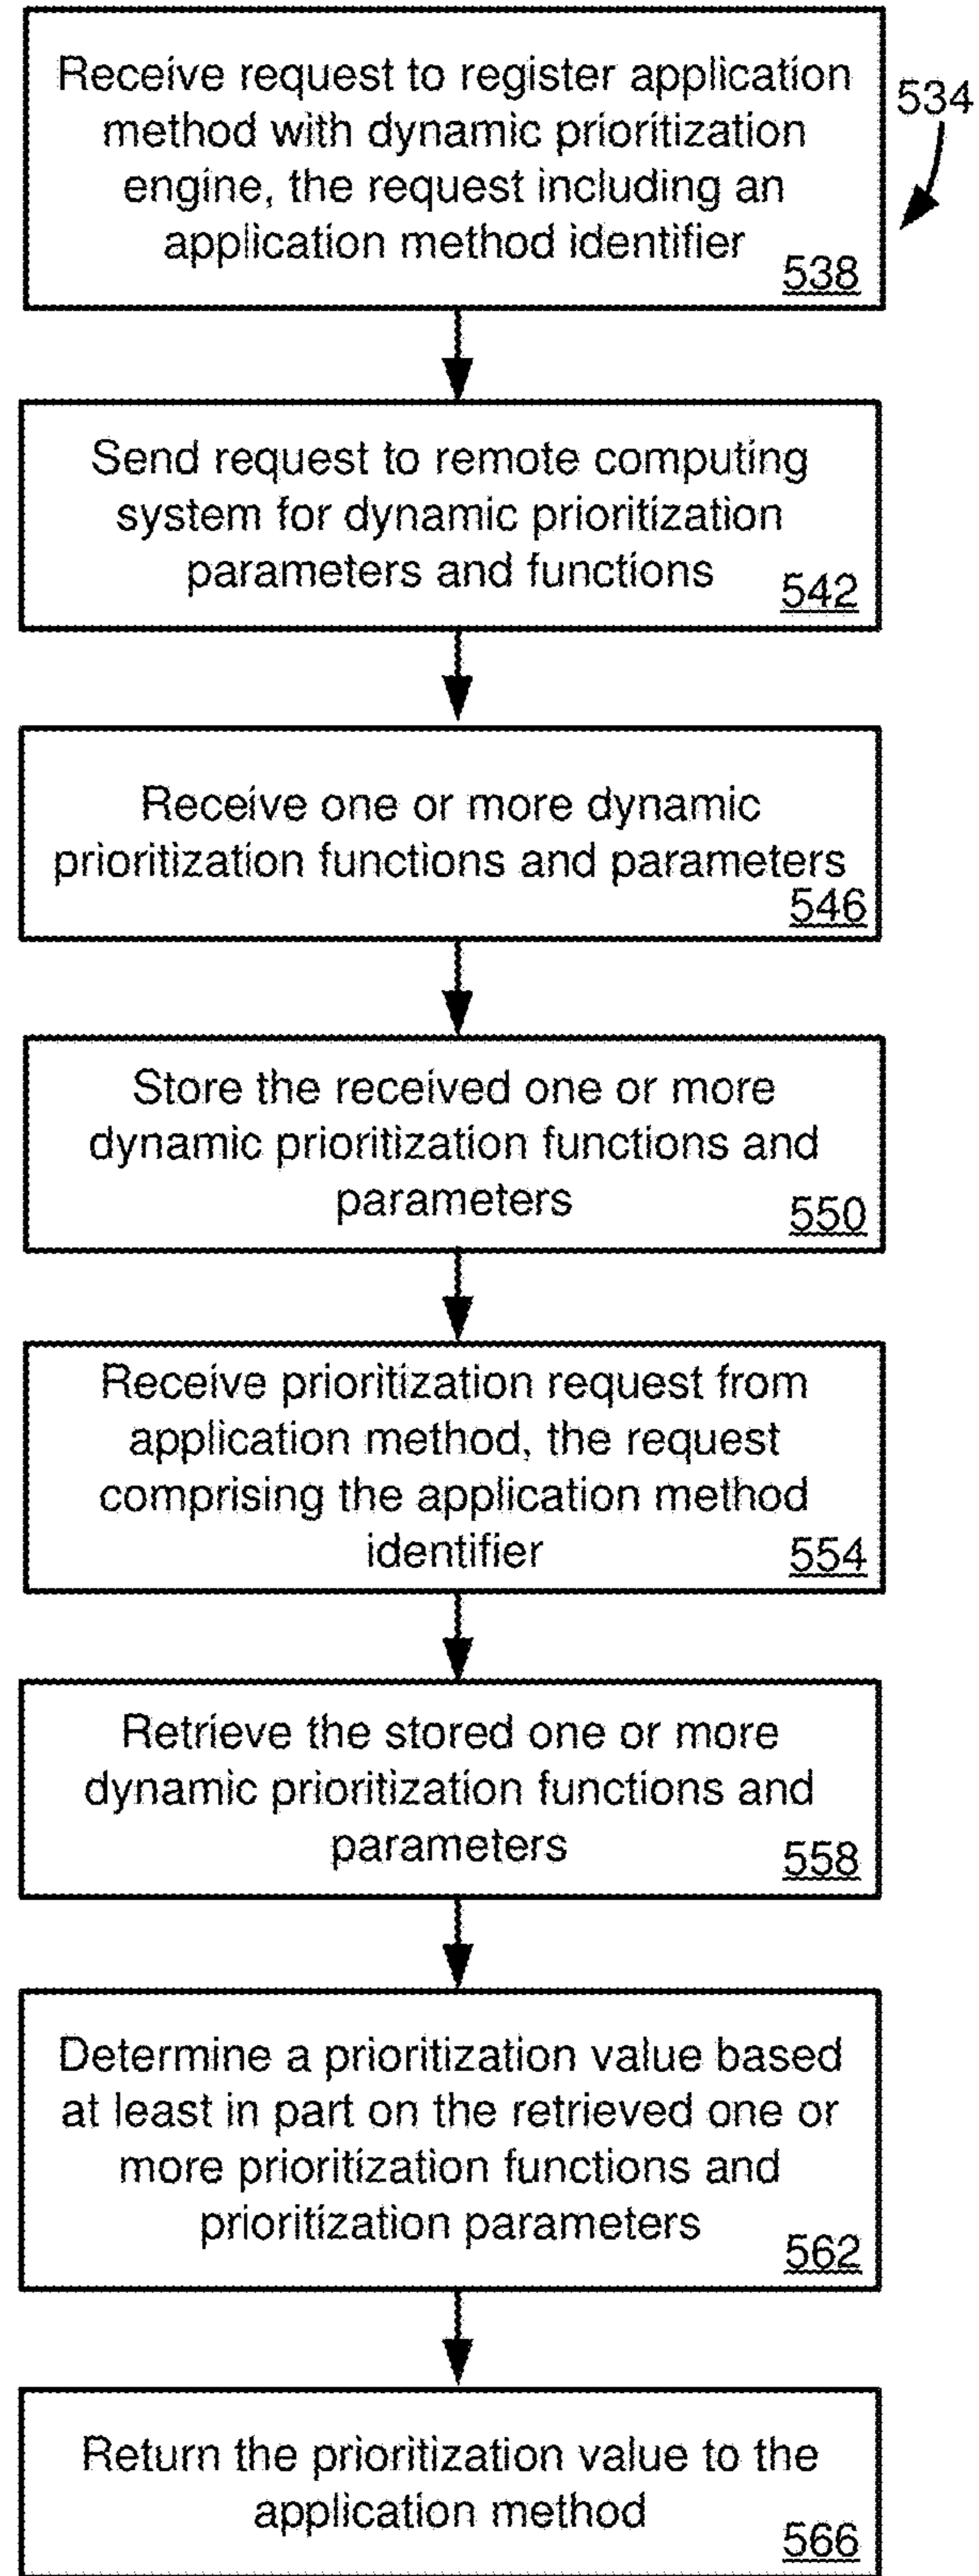 Receive request to register application
method with dynamic prioritization
engine, the request including an
application method identifier
538
534
Send request to remote computing
system for dynamic prioritization
parameters and functions
542
Receive one or more dynamic
prioritization functions and parameters
546
Store the received one or more
dynamic prioritization functions and
parameters
550
Receive prioritization request from
application method, the request
comprising the application method
identifier
554
Retrieve the stored one or more
dynamic prioritization functions and
parameters
558
Determine a prioritization value based
at least in part on the retrieved one or
more prioritization functions and
prioritization parameters
562
Return the prioritization value to the
application method
566